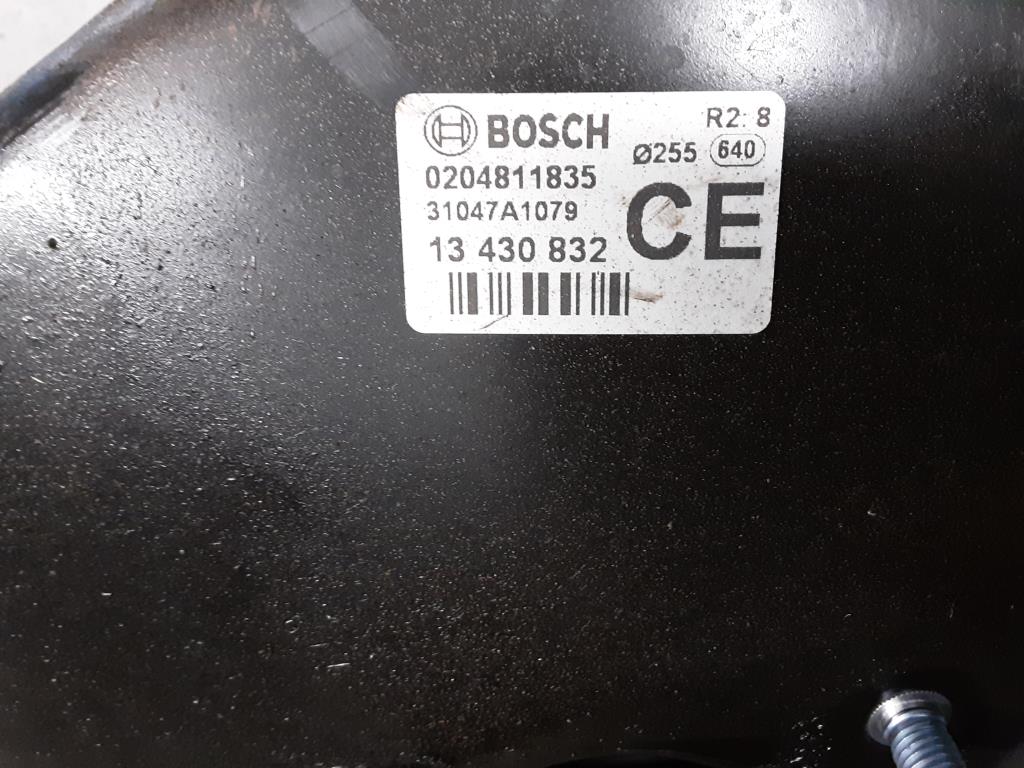 BOSCH
R2: 8
Ø255 640
0204811835
31047A1079
13 430 832
CE